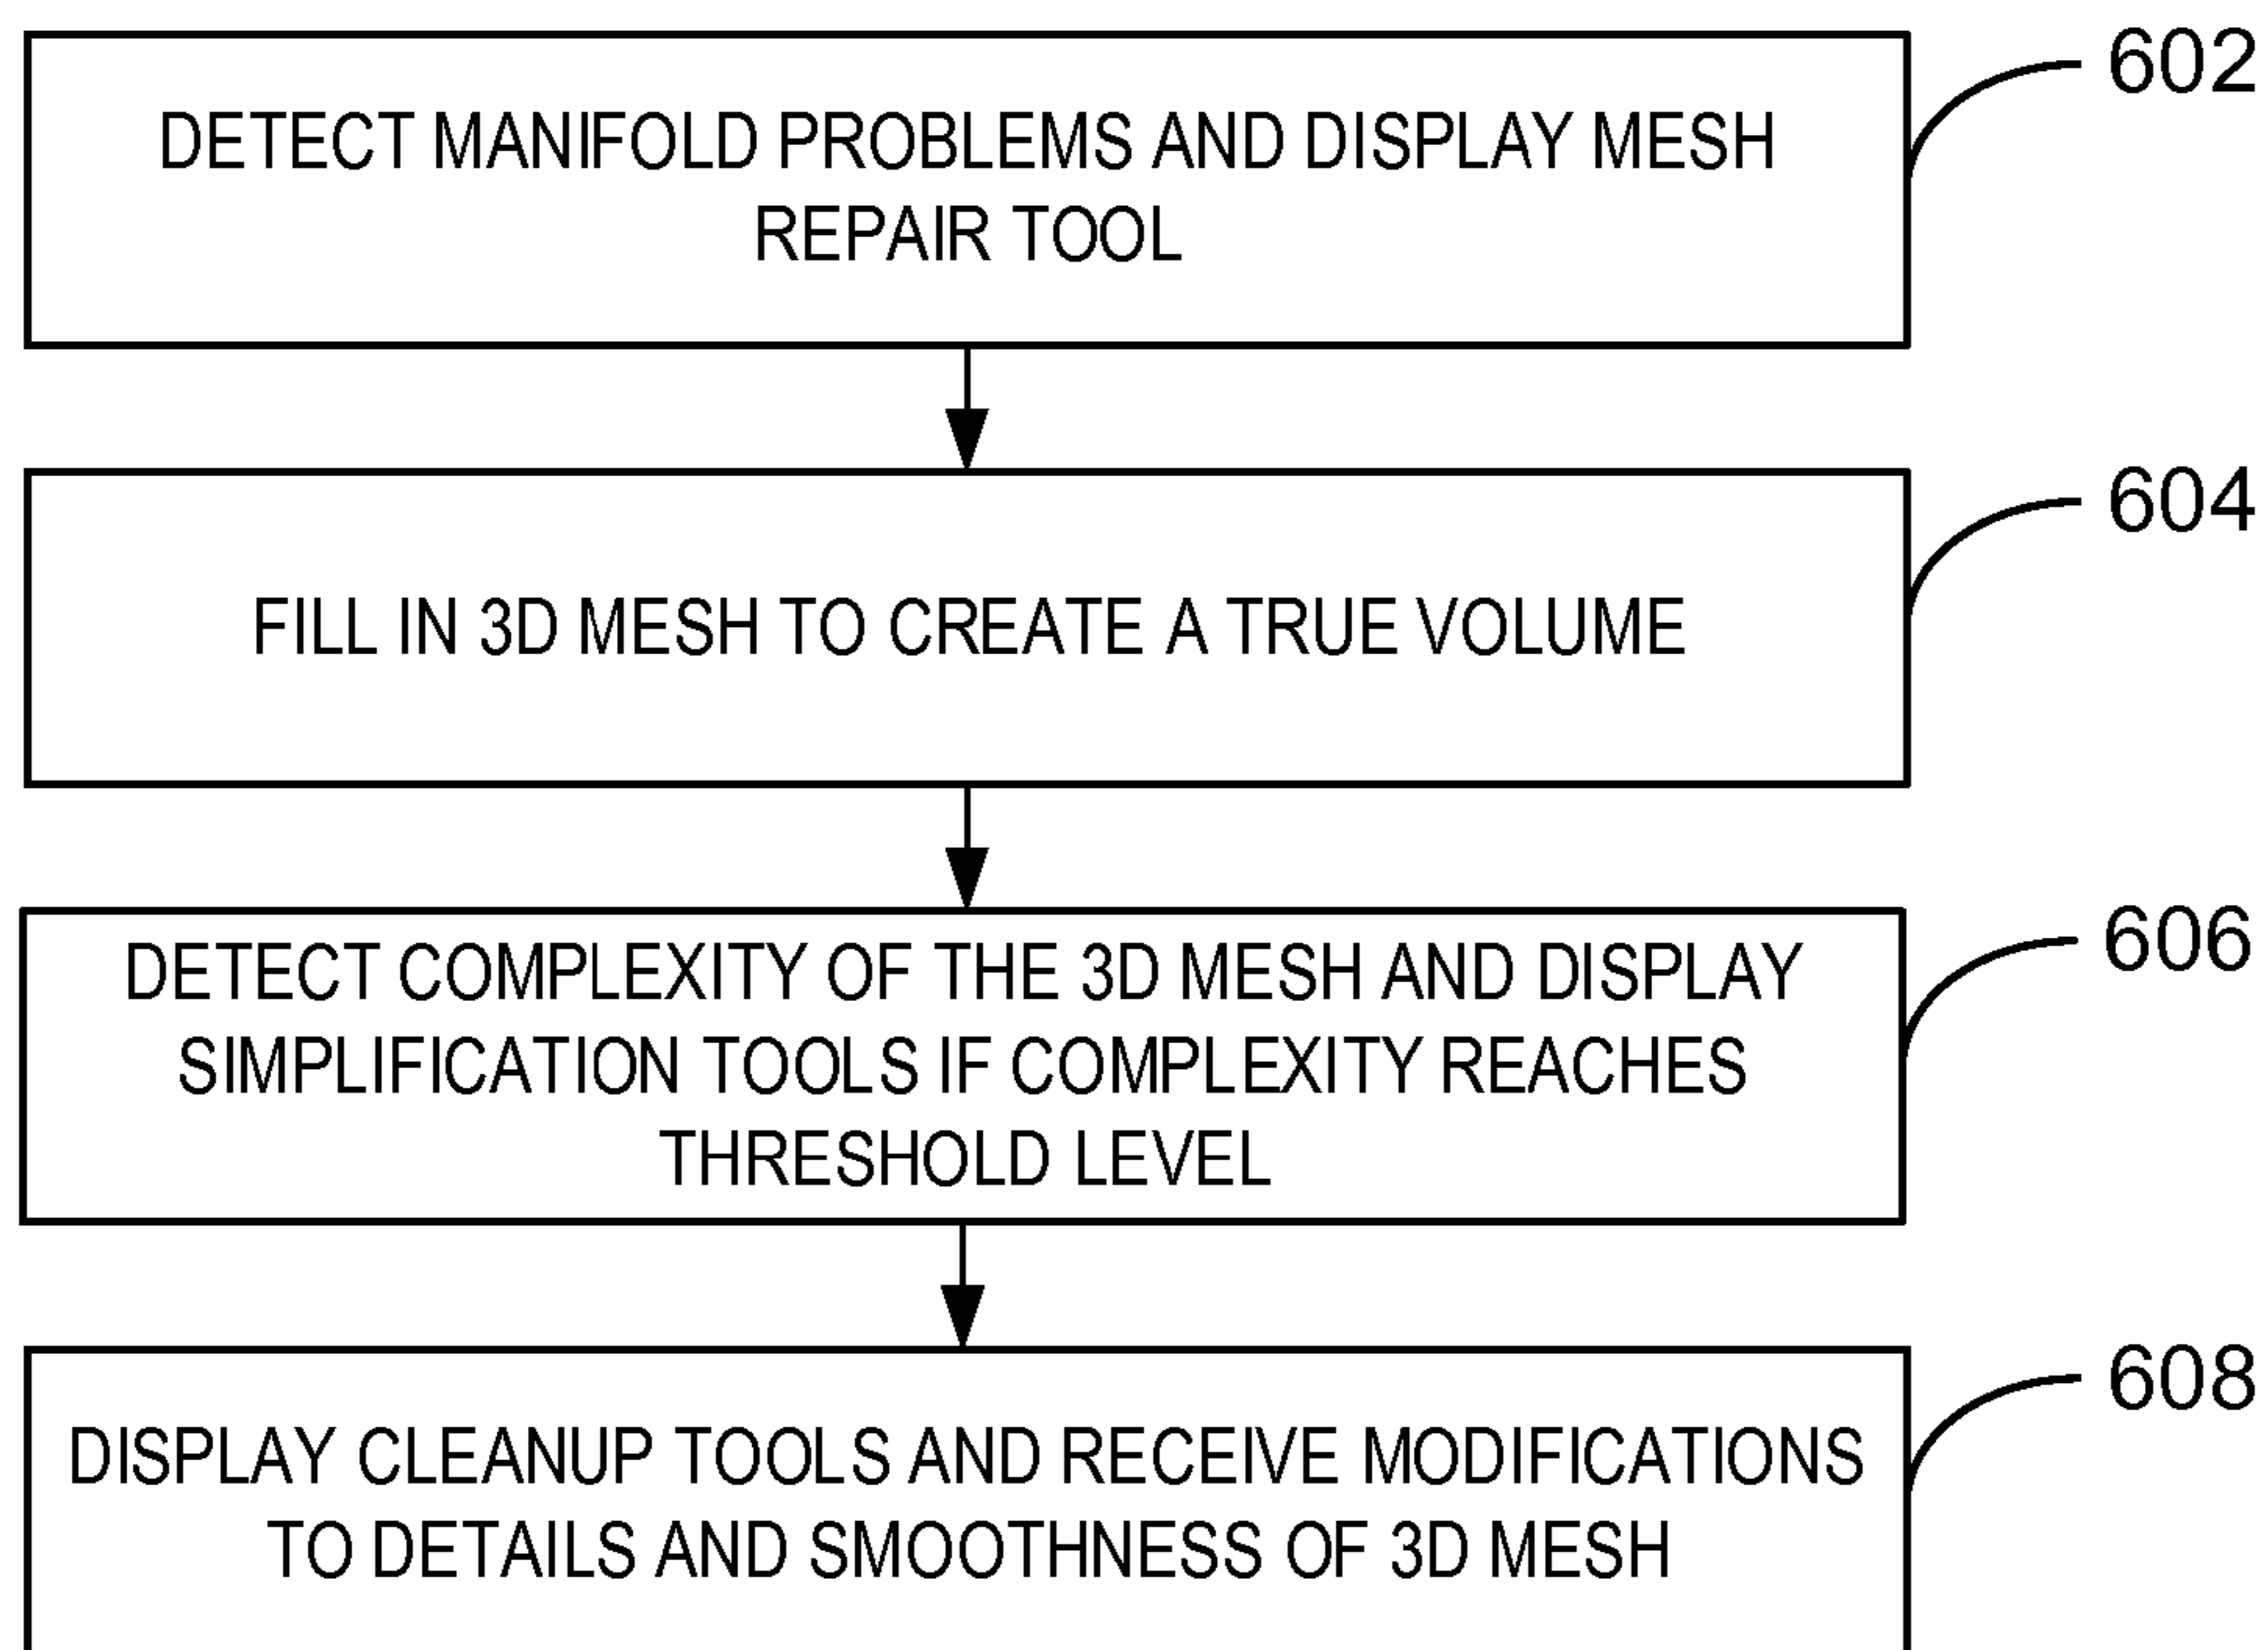 602
DETECT MANIFOLD PROBLEMS AND DISPLAY MESH
REPAIR TOOL
604
FILL IN 3D MESH TO CREATE A TRUE VOLUME
606
DETECT COMPLEXITY OF THE 3D MESH AND DISPLAY
SIMPLIFICATION TOOLS IF COMPLEXITY REACHES
THRESHOLD LEVEL
608
DISPLAY CLEANUP TOOLS AND RECEIVE MODIFICATIONS
TO DETAILS AND SMOOTHNESS OF 3D MESH